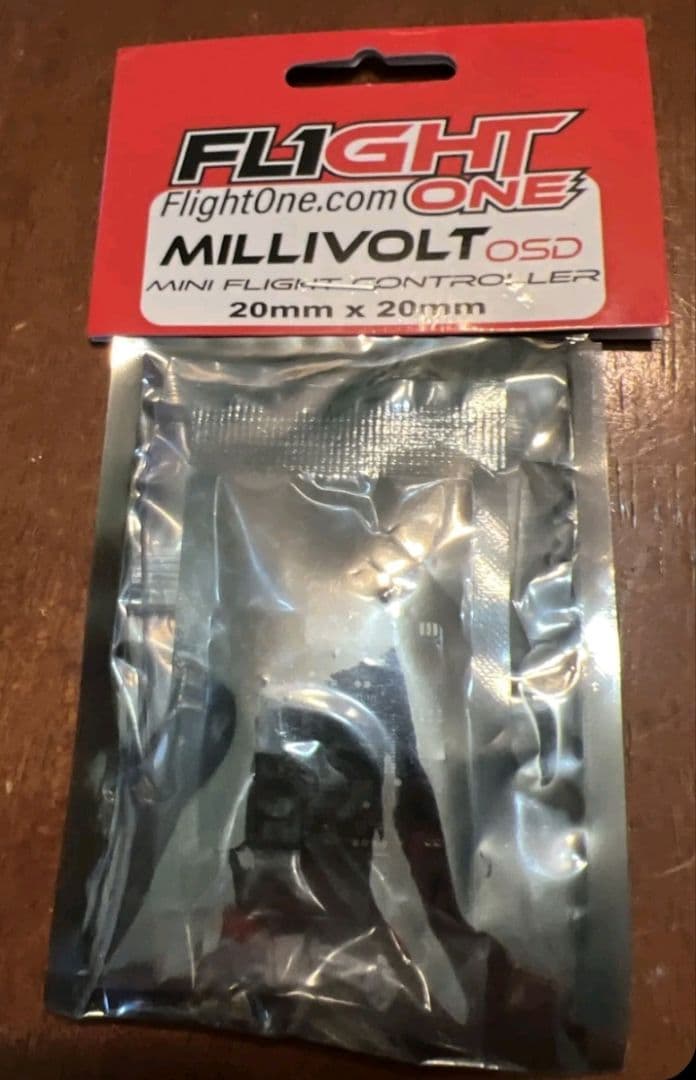 FL1GHT
FlightOne.com ONE
MILLIVOLT OSD
MINI FLIGHT CONTROLLER
20mm x 20mm